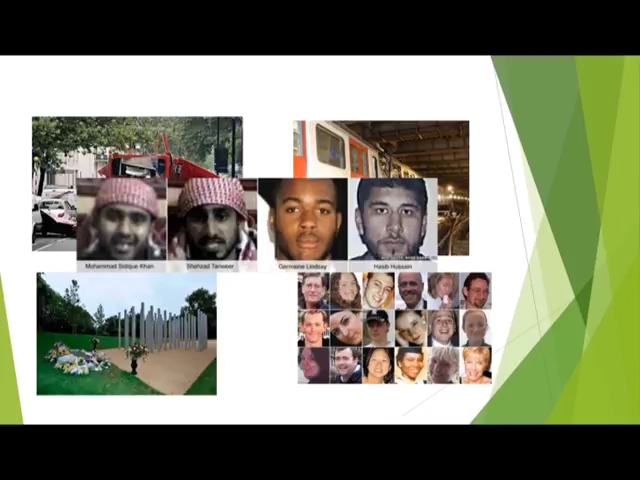 Mohammad Sidique Khan
Shehzad Tanweer
Germaine Lindsay
Hasib Hussain